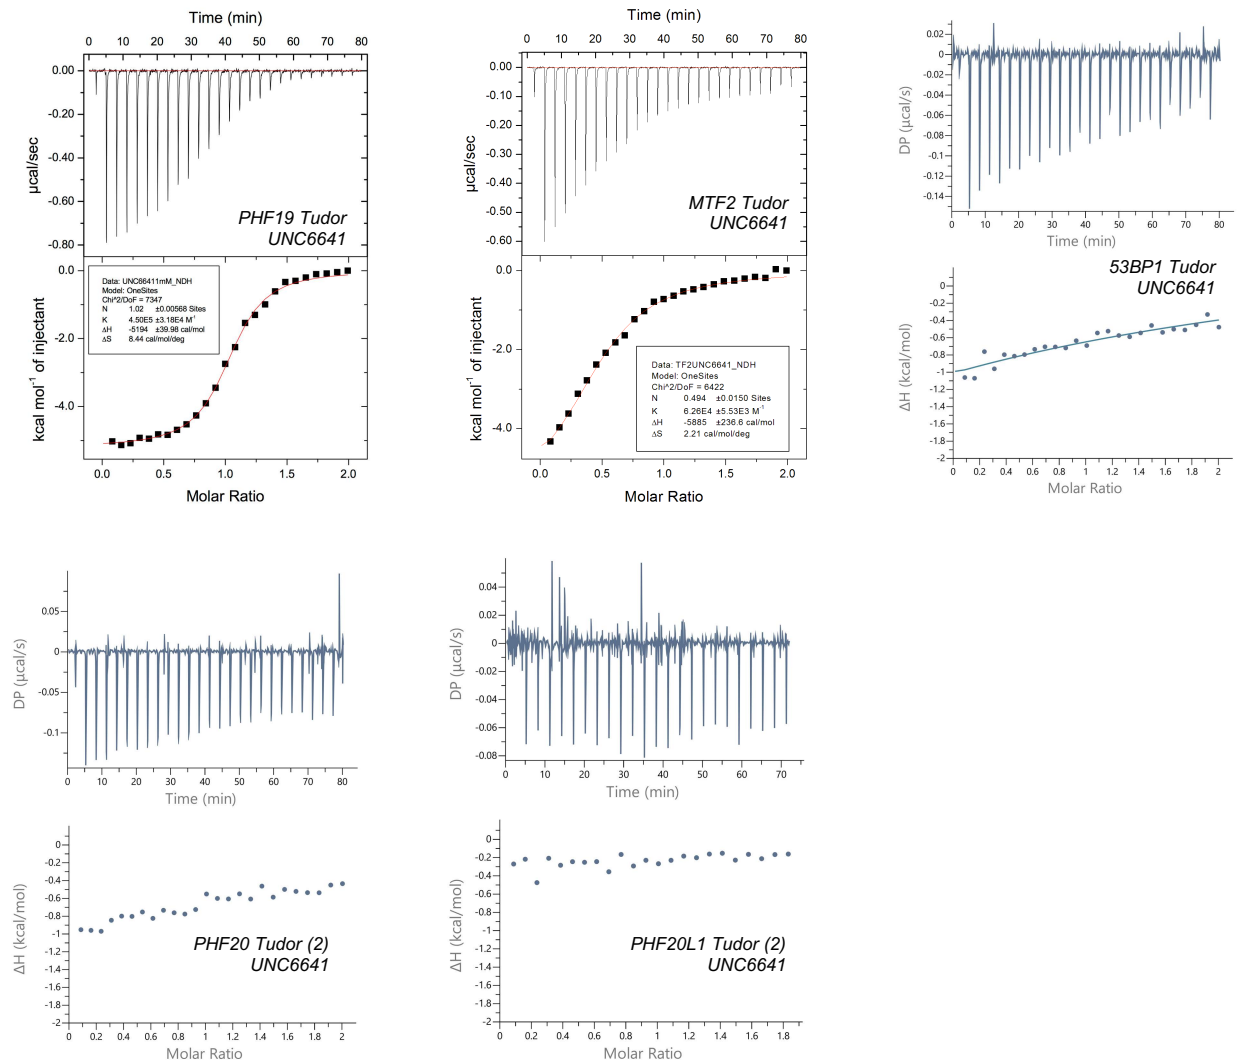 Time (min)
0 10 20 30 40 50 60 70 80
0.00
-0.20
-0.40
-0.60
-0.80
µcal/sec
PHF19 Tudor
UNC6641
0.0
-2.0
-4.0
kcal mol⁻¹ of injectant
Data: UNC66411mM_NDH
Model: OneSites
Chi^2/DoF = 7347
N 1.02 ±0.00568 Sites
K 4.50E5 ±3.18E4 M⁻¹
ΔH -5194 ±39.98 cal/mol
ΔS 8.44 cal/mol/deg
0.0 0.5 1.0 1.5 2.0
Molar Ratio
Time (min)
0 10 20 30 40 50 60 70 80
0.00
-0.10
-0.20
-0.30
-0.40
-0.50
-0.60
µcal/sec
MTF2 Tudor
UNC6641
0.0
-2.0
-4.0
kcal mol⁻¹ of injectant
Data: TF2UNC6641_NDH
Model: OneSites
Chi^2/DoF = 6422
N 0.494 ±0.0150 Sites
K 6.26E4 ±5.53E3 M⁻¹
ΔH -5885 ±236.6 cal/mol
ΔS 2.21 cal/mol/deg
0.0 0.5 1.0 1.5 2.0
Molar Ratio
0.02
0
-0.02
-0.04
-0.06
-0.08
-0.1
-0.12
-0.14
DP (µcal/s)
0 10 20 30 40 50 60 70 80
Time (min)
53BP1 Tudor
UNC6641
0
-0.2
-0.4
-0.6
-0.8
-1
-1.2
-1.4
-1.6
-1.8
-2
ΔH (kcal/mol)
0 0.2 0.4 0.6 0.8 1 1.2 1.4 1.6 1.8 2
Molar Ratio
0.05
0
-0.05
-0.1
DP (µcal/s)
0 10 20 30 40 50 60 70 80
Time (min)
0
-0.2
-0.4
-0.6
-0.8
-1
-1.2
-1.4
-1.6
-1.8
-2
ΔH (kcal/mol)
PHF20 Tudor (2)
UNC6641
0 0.2 0.4 0.6 0.8 1 1.2 1.4 1.6 1.8 2
Molar Ratio
0.04
0.02
0
-0.02
-0.04
-0.06
-0.08
DP (µcal/s)
0 10 20 30 40 50 60 70
Time (min)
0
-0.2
-0.4
-0.6
-0.8
-1
-1.2
-1.4
-1.6
-1.8
-2
ΔH (kcal/mol)
PHF20L1 Tudor (2)
UNC6641
0 0.2 0.4 0.6 0.8 1 1.2 1.4 1.6 1.8
Molar Ratio